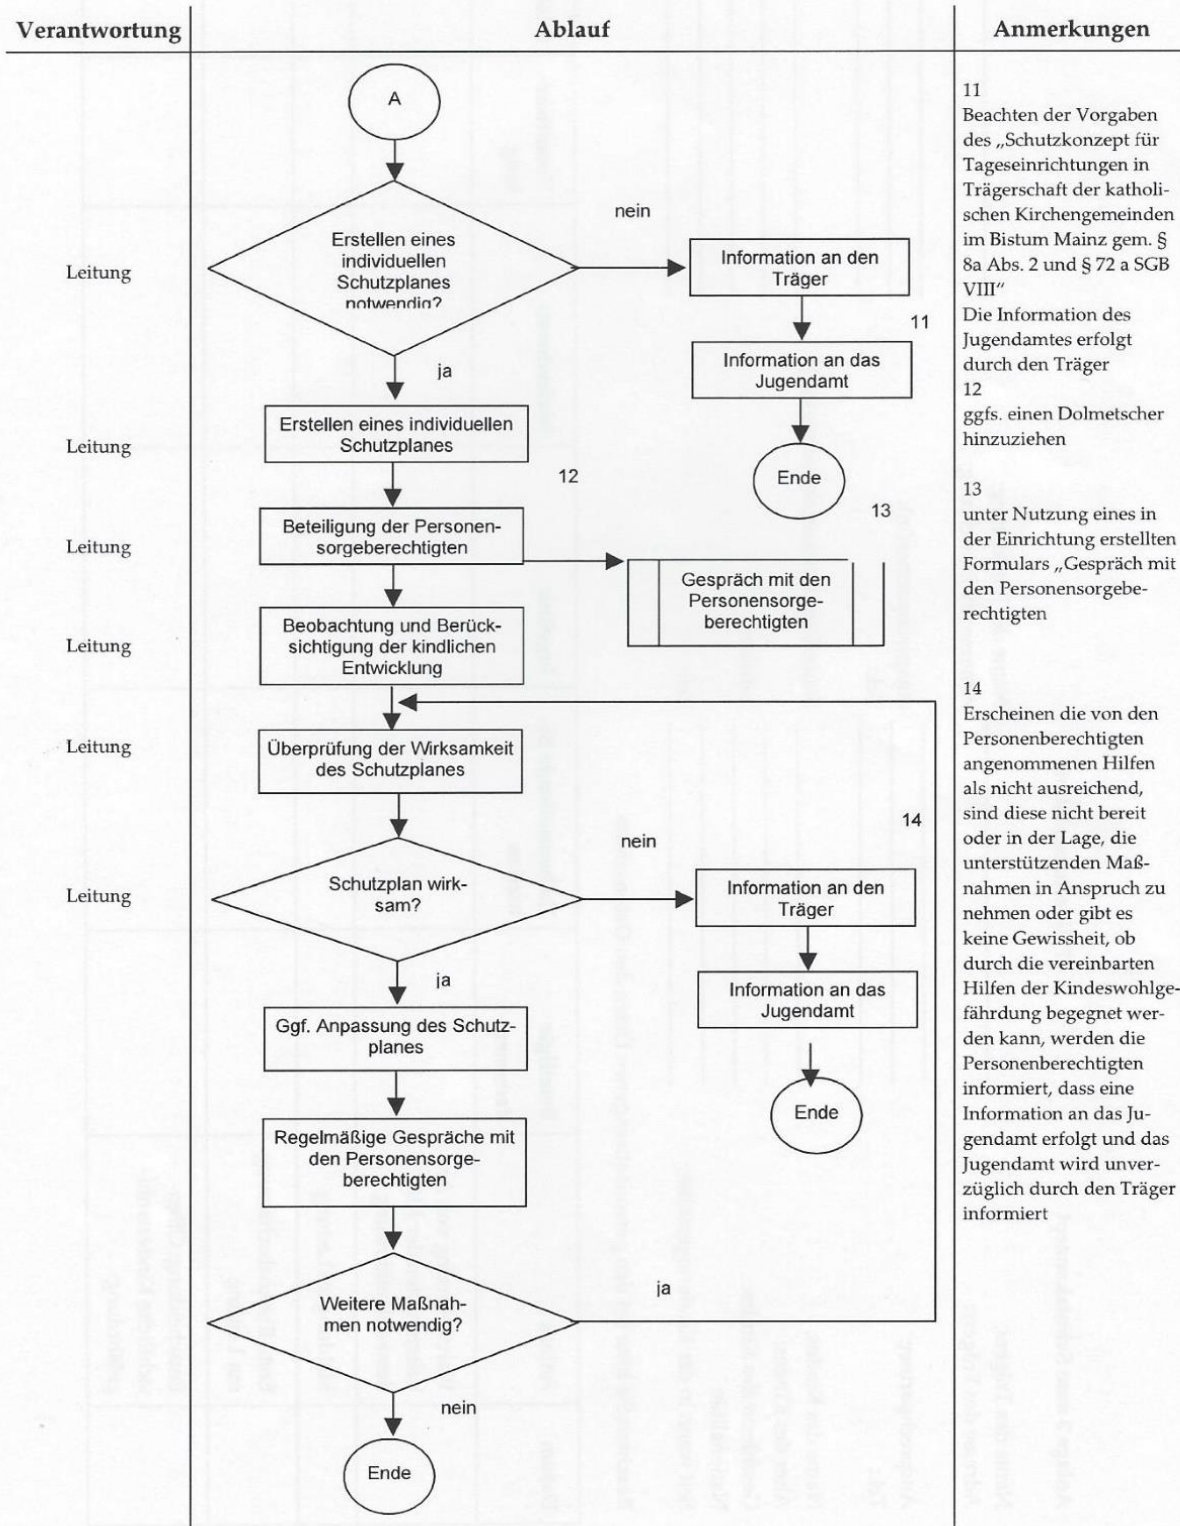 Verantwortung
Ablauf
Anmerkungen
A
Leitung
Erstellen eines
individuellen
Schutzplanes
notwendig?
nein
Information an den
Träger
11
Information an das
Jugendamt
Ende
ja
Leitung
Erstellen eines individuellen
Schutzplanes
12
Leitung
Beteiligung der Personen-
sorgeberechtigten
13
Gespräch mit den
Personensorge-
berechtigten
Leitung
Beobachtung und Berück-
sichtigung der kindlichen
Entwicklung
Leitung
Überprüfung der Wirksamkeit
des Schutzplanes
14
Leitung
Schutzplan wirk-
sam?
nein
Information an den
Träger
Information an das
Jugendamt
Ende
ja
Ggf. Anpassung des Schutz-
planes
Regelmäßige Gespräche mit
den Personensorge-
berechtigten
Weitere Maßnah-
men notwendig?
ja
nein
Ende
11
Beachten der Vorgaben
des „Schutzkonzept für
Tageseinrichtungen in
Trägerschaft der katholi-
schen Kirchengemeinden
im Bistum Mainz gem. §
8a Abs. 2 und § 72 a SGB
VIII“
Die Information des
Jugendamtes erfolgt
durch den Träger
12
ggfs. einen Dolmetscher
hinzuziehen
13
unter Nutzung eines in
der Einrichtung erstellten
Formulars „Gespräch mit
den Personensorgebe-
rechtigten
14
Erscheinen die von den
Personenberechtigten
angenommenen Hilfen
als nicht ausreichend,
sind diese nicht bereit
oder in der Lage, die
unterstützenden Maß-
nahmen in Anspruch zu
nehmen oder gibt es
keine Gewissheit, ob
durch die vereinbarten
Hilfen der Kindeswohlge-
fährdung begegnet wer-
den kann, werden die
Personenberechtigten
informiert, dass eine
Information an das Ju-
gendamt erfolgt und das
Jugendamt wird unver-
züglich durch den Träger
informiert